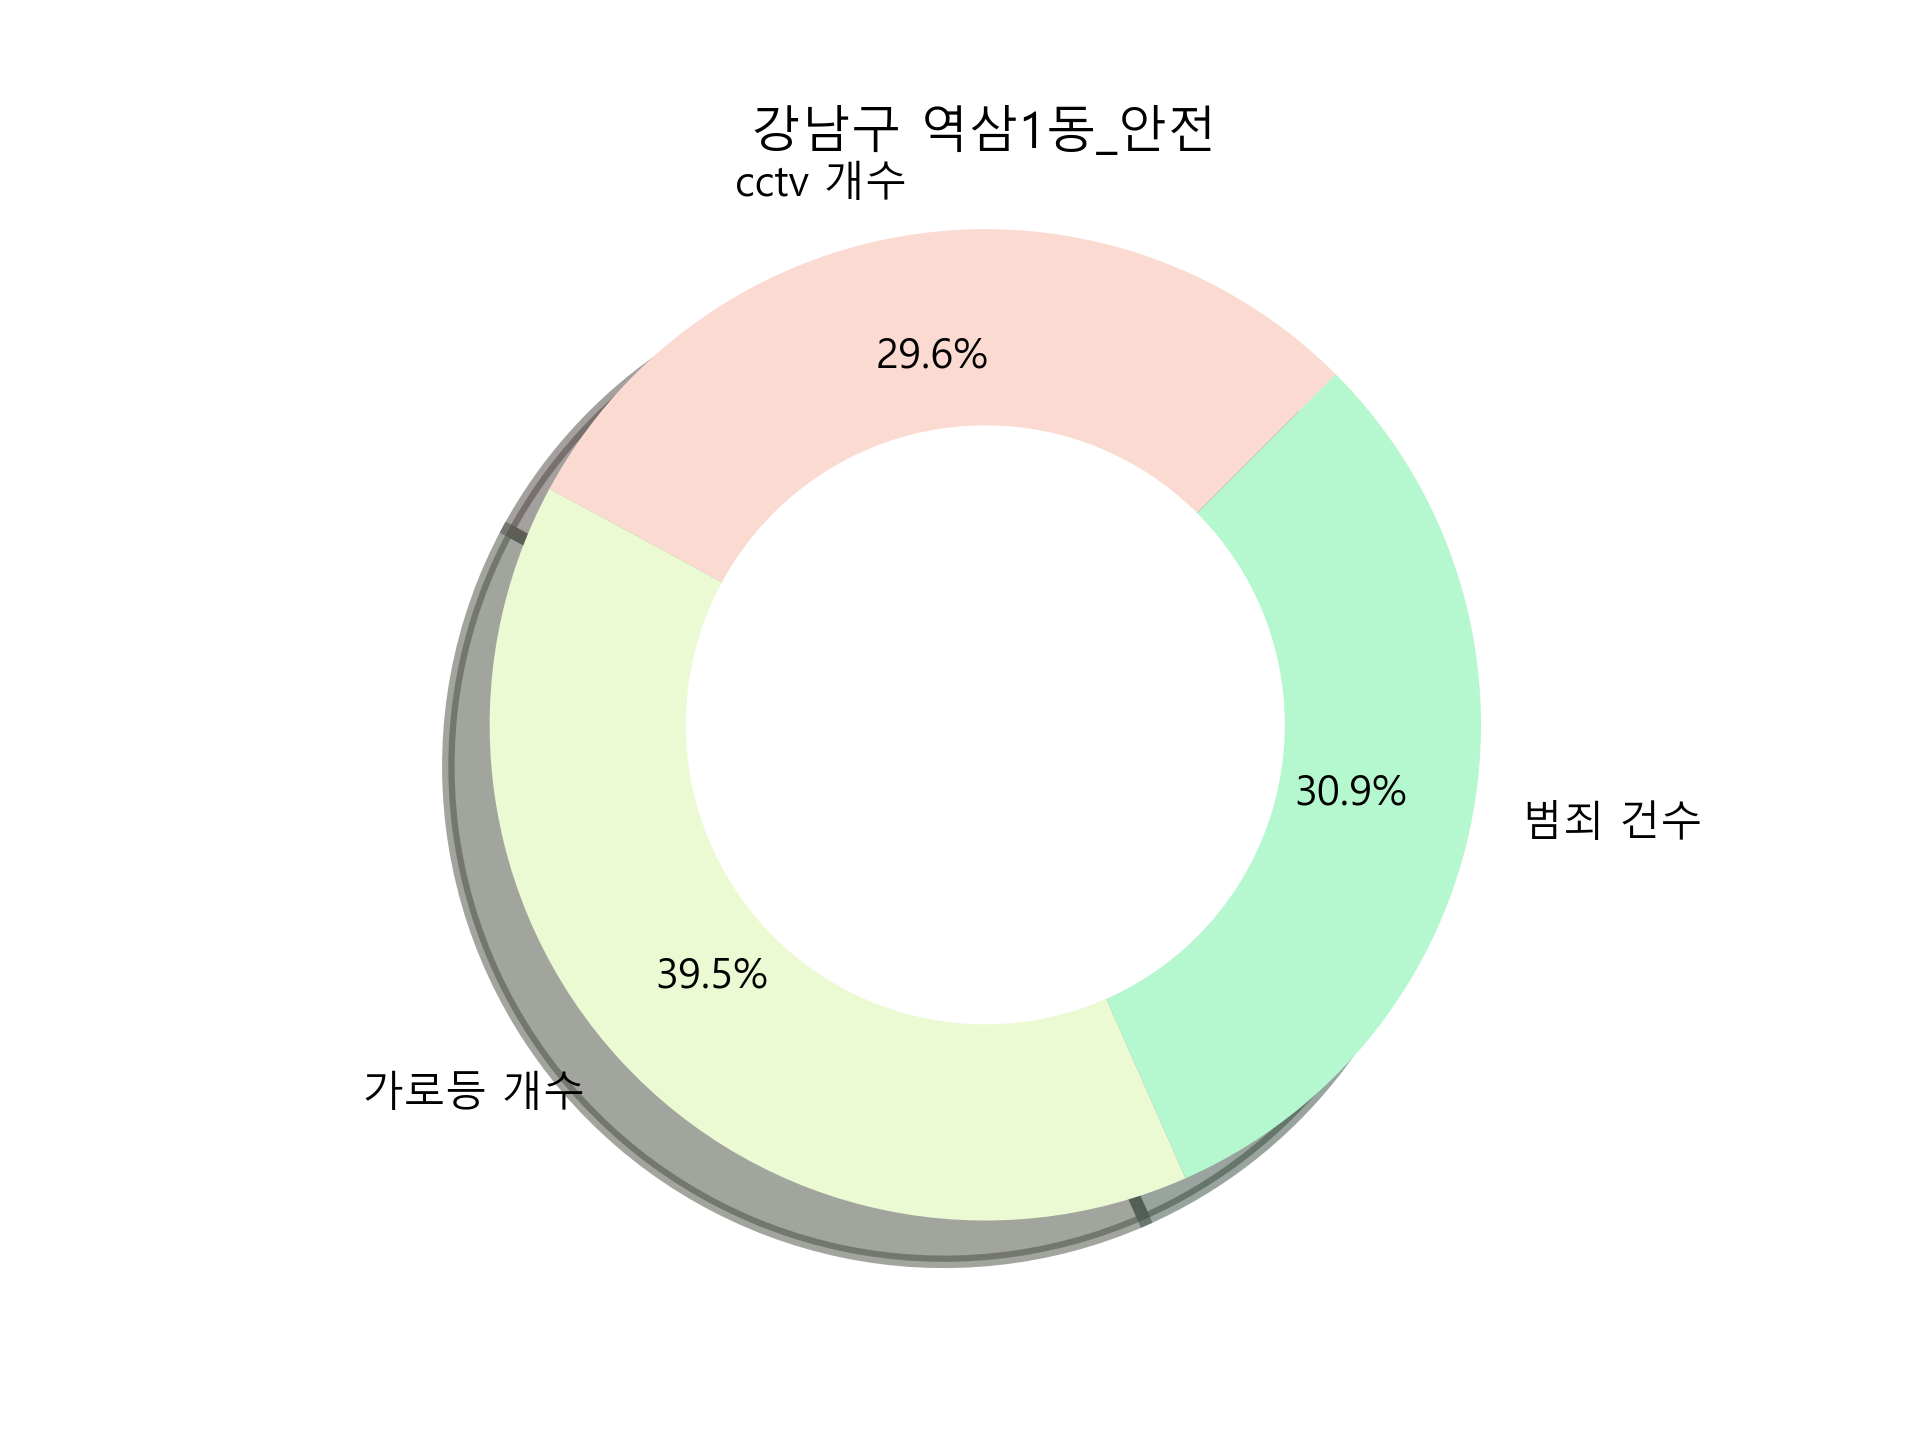 강남구 역삼1동_안전
cctv 개수
29.6%
30.9%
범죄 건수
39.5%
가로등 개수